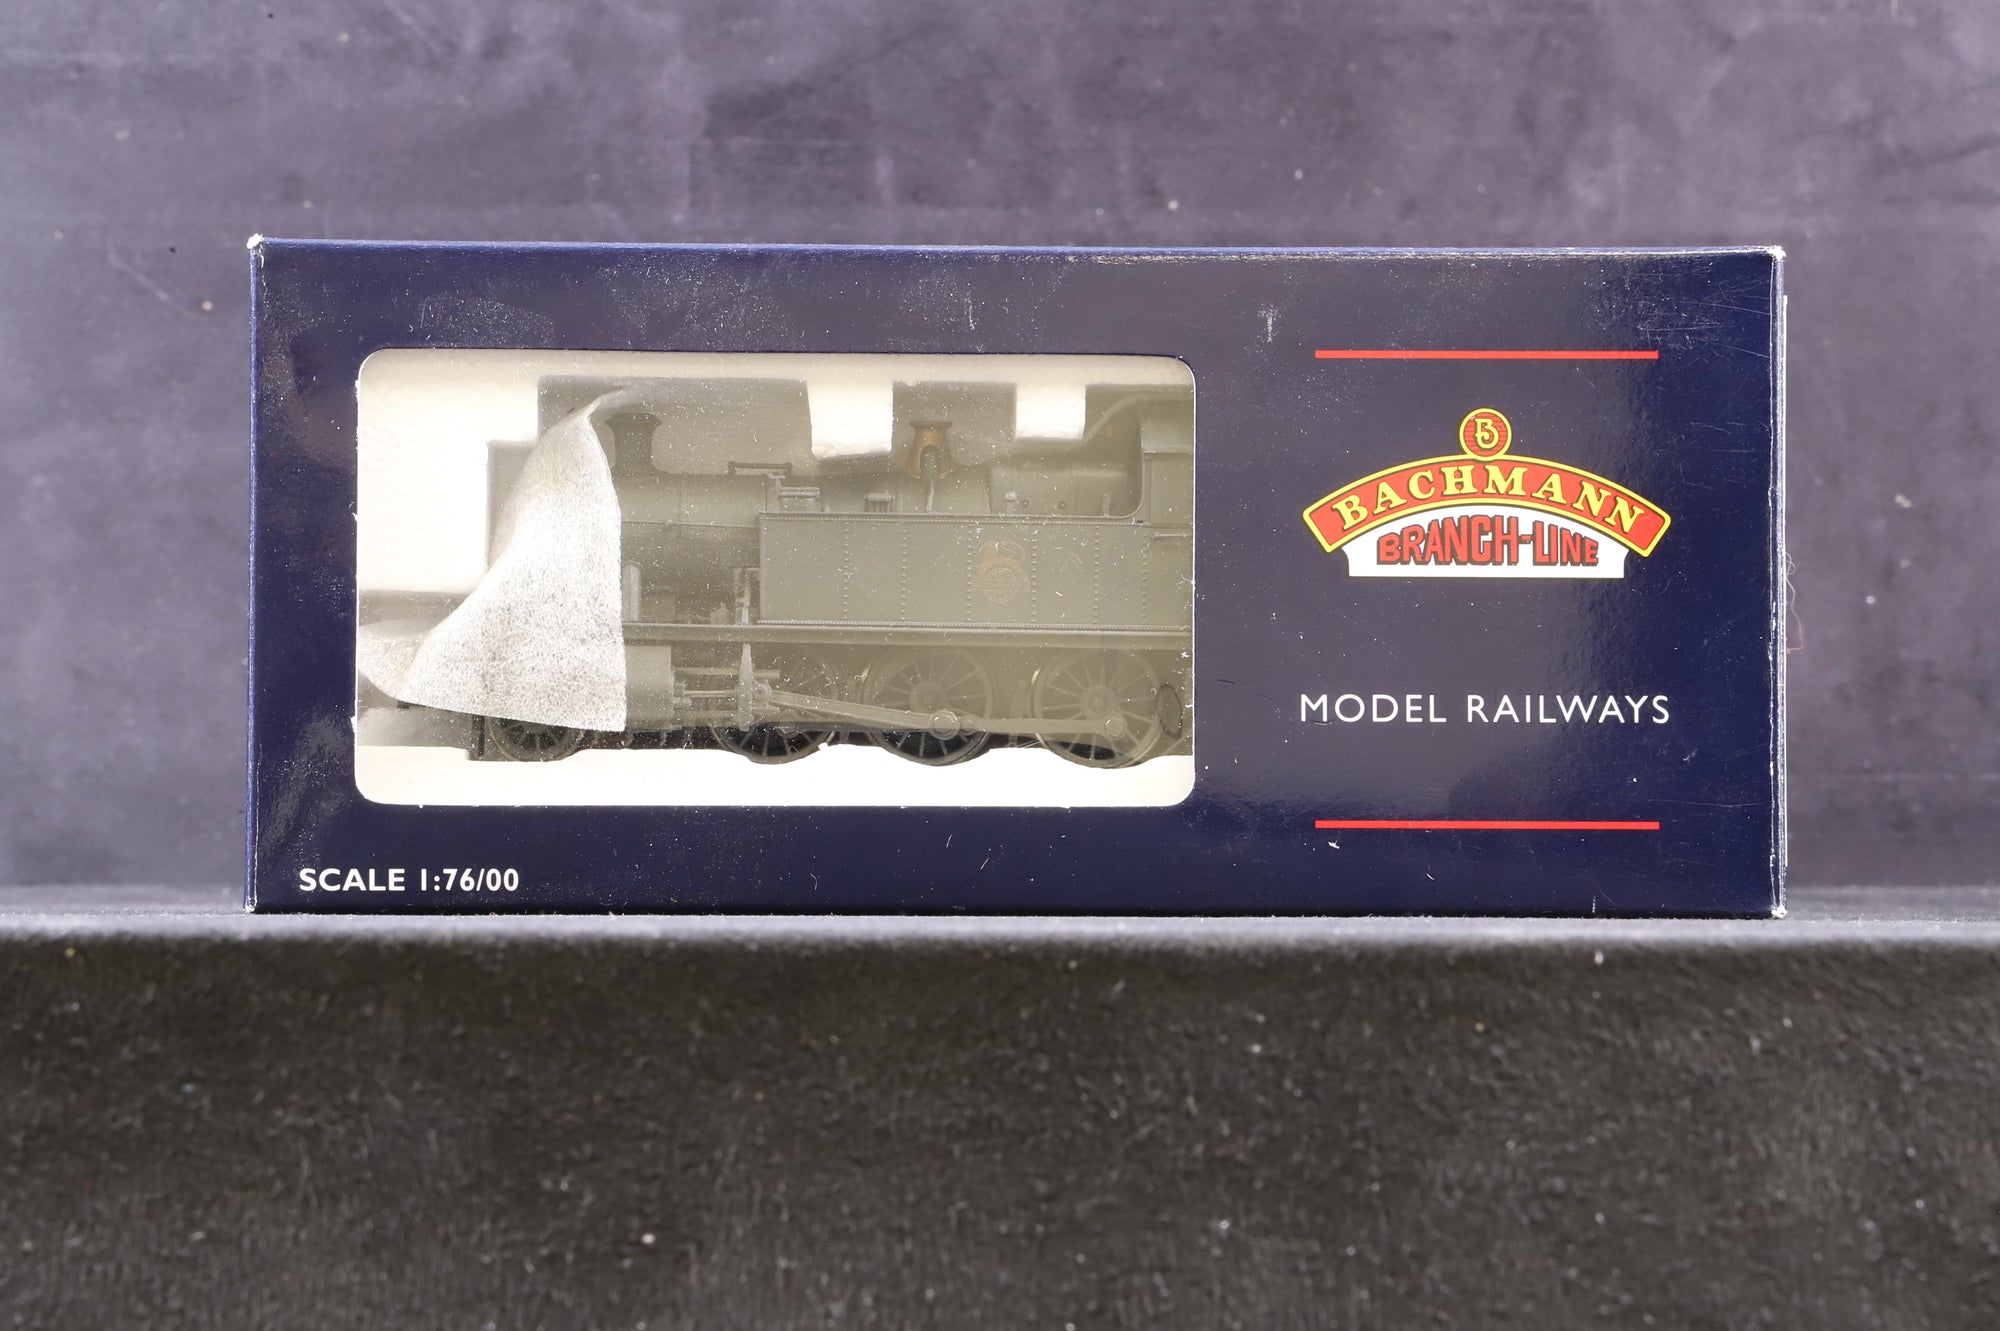 B
BACHMANN
BRANCH-LINE
MODEL RAILWAYS
SCALE 1:76/00